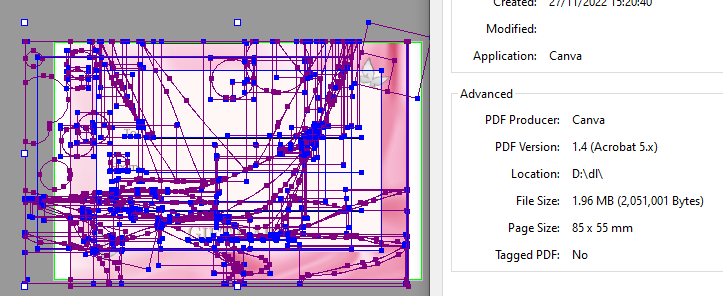 Created: 27/11/2022 15:20:40
Modified:
Application: Canva
Advanced
PDF Producer: Canva
PDF Version: 1.4 (Acrobat 5.x)
Location: D:\dl\
File Size: 1.96 MB (2,051,001 Bytes)
Page Size: 85 x 55 mm
Tagged PDF: No